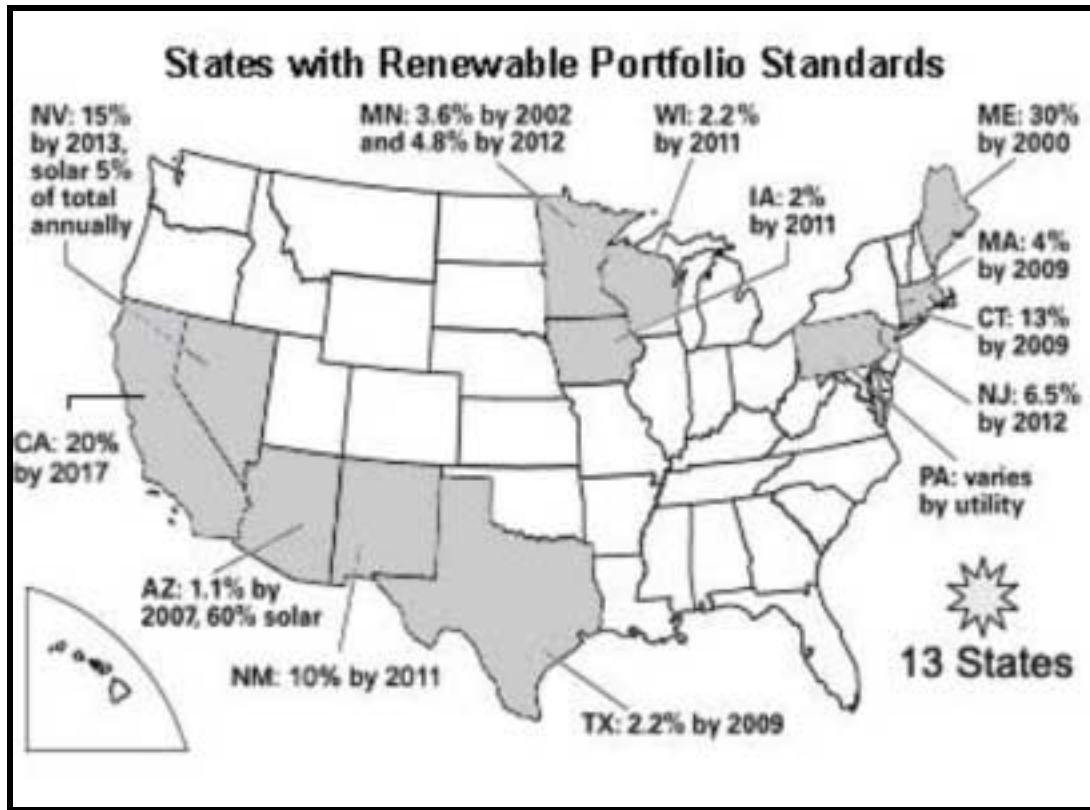 States with Renewable Portfolio Standards
NV: 15%
by 2013,
solar 5%
of total
annually
MN: 3.6% by 2002
and 4.8% by 2012
WI: 2.2%
by 2011
ME: 30%
by 2000
IA: 2%
by 2011
MA: 4%
by 2009
CT: 13%
by 2009
NJ: 6.5%
by 2012
CA: 20%
by 2017
PA: varies
by utility
AZ: 1.1% by
2007, 60% solar
NM: 10% by 2011
TX: 2.2% by 2009
13 States